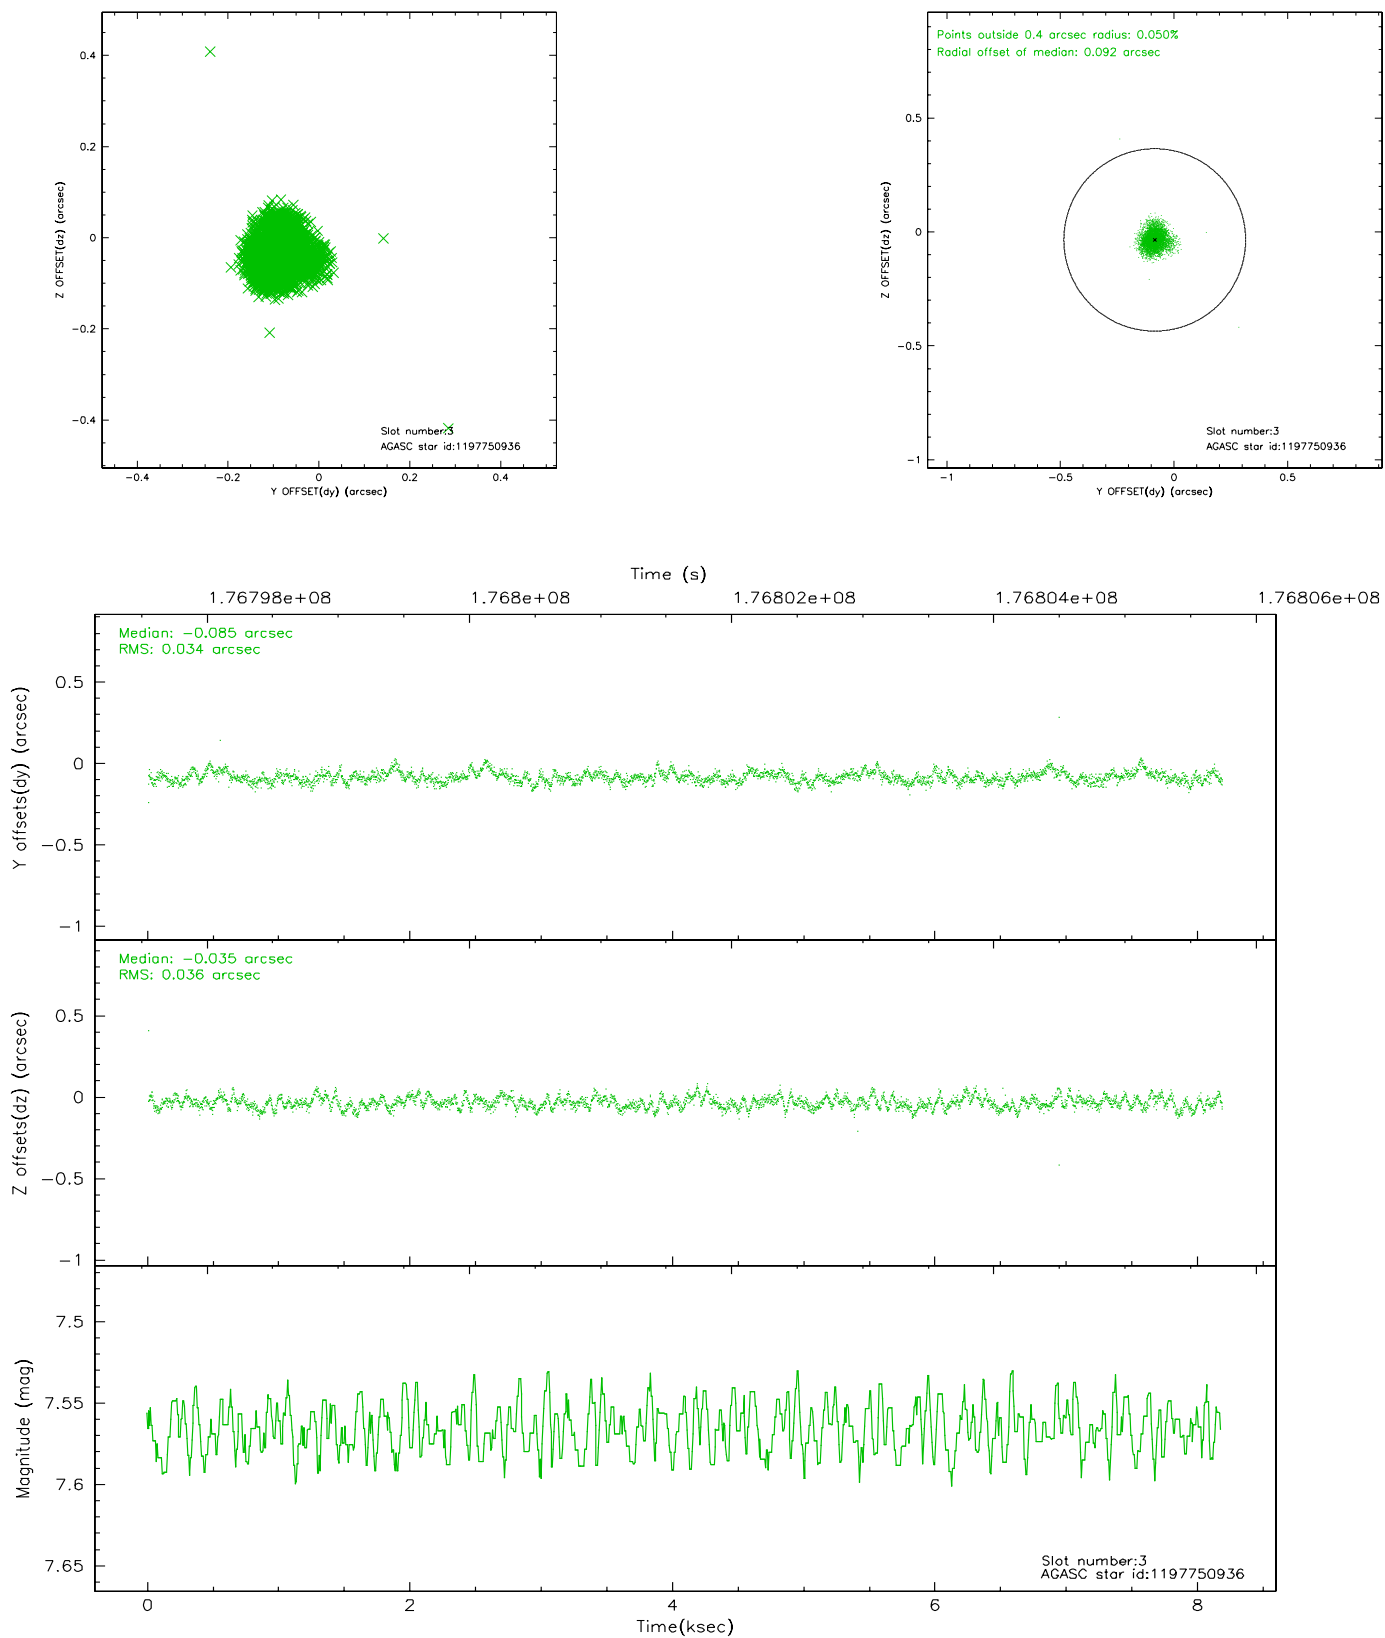 0.4
0.2
0
−0.2
−0.4
Z OFFSET(dz) (arcsec)
−0.4 −0.2 0 0.2 0.4
Y OFFSET(dy) (arcsec)
Slot number:3
AGASC star id:1197750936
Points outside 0.4 arcsec radius: 0.050%
Radial offset of median: 0.092 arcsec
0.5
0
−0.5
−1
Z OFFSET(dz) (arcsec)
−1 −0.5 0 0.5
Y OFFSET(dy) (arcsec)
Slot number:3
AGASC star id:1197750936
Time (s)
1.76798e+08 1.768e+08 1.76802e+08 1.76804e+08 1.76806e+08
Median: −0.085 arcsec
RMS: 0.034 arcsec
0.5
0
−0.5
−1
Y offsets(dy) (arcsec)
Median: −0.035 arcsec
RMS: 0.036 arcsec
0.5
0
−0.5
−1
Z offsets(dz) (arcsec)
7.5
7.55
7.6
7.65
Magnitude (mag)
Slot number:3
AGASC star id:1197750936
0 2 4 6 8
Time(ksec)